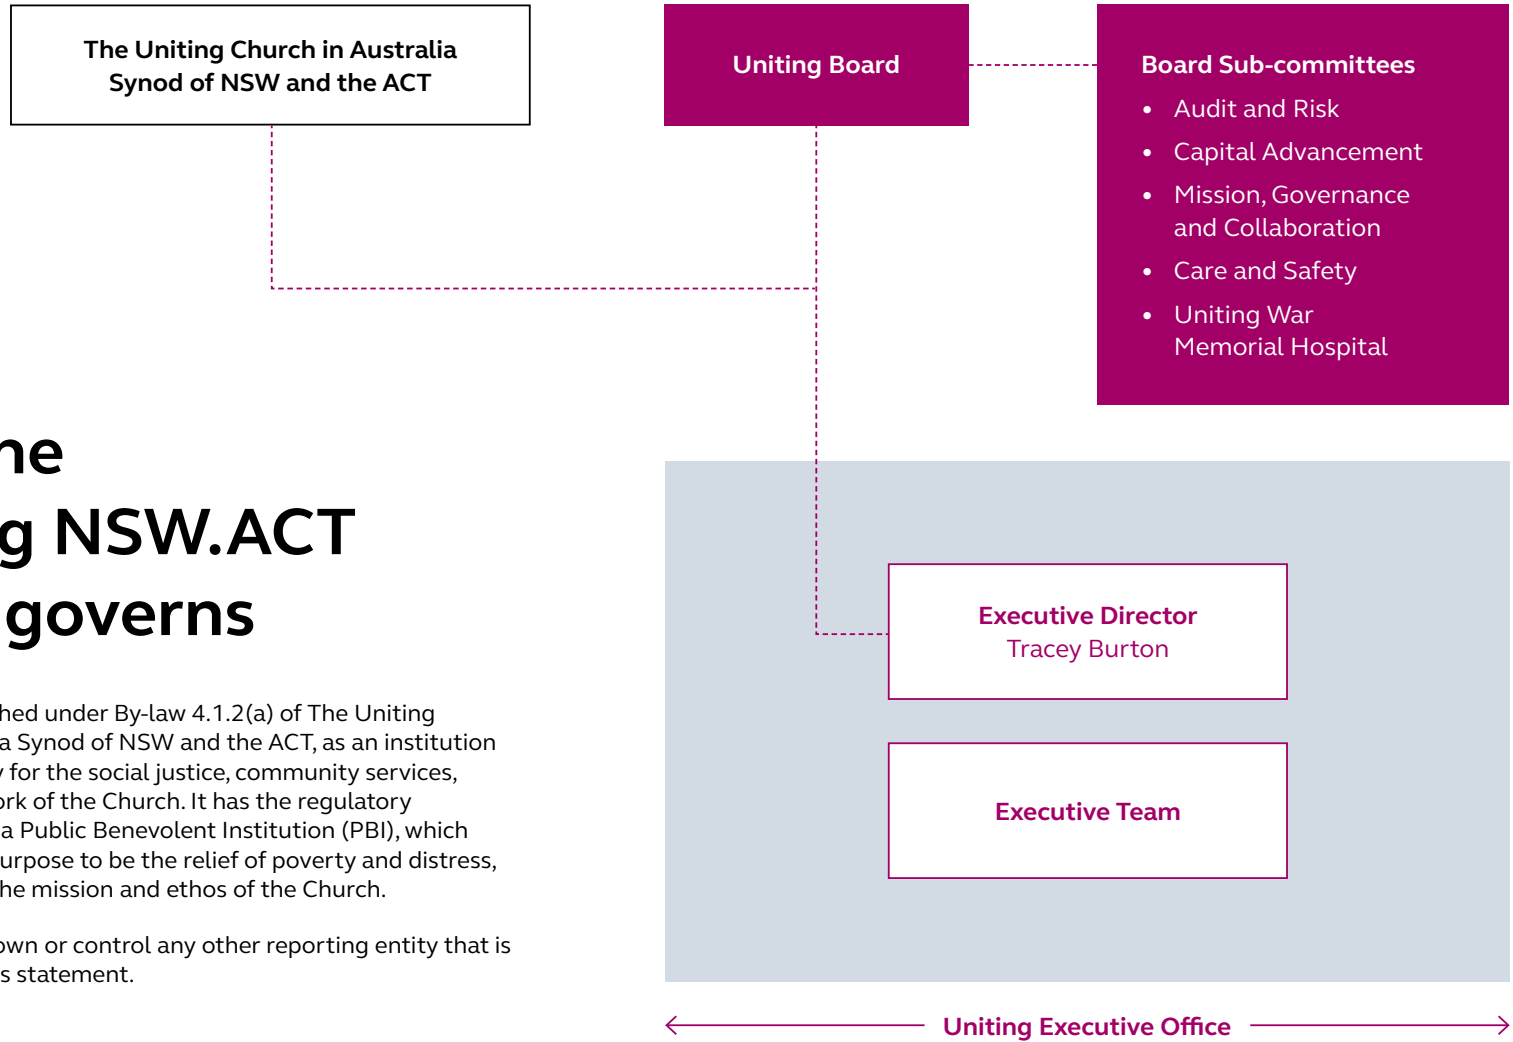 The Uniting Church in Australia
Synod of NSW and the ACT
Uniting Board
Board Sub-committees
• Audit and Risk
• Capital Advancement
• Mission, Governance
and Collaboration
• Care and Safety
• Uniting War
Memorial Hospital
NSW.ACT
governs
under By-law 4.1.2(a) of The Uniting
Synod of NSW and the ACT, as an institution
for the social justice, community services,
of the Church. It has the regulatory
a Public Benevolent Institution (PBI), which
to be the relief of poverty and distress,
mission and ethos of the Church.
own or control any other reporting entity that is
statement.
Executive Director
Tracey Burton
Executive Team
Uniting Executive Office